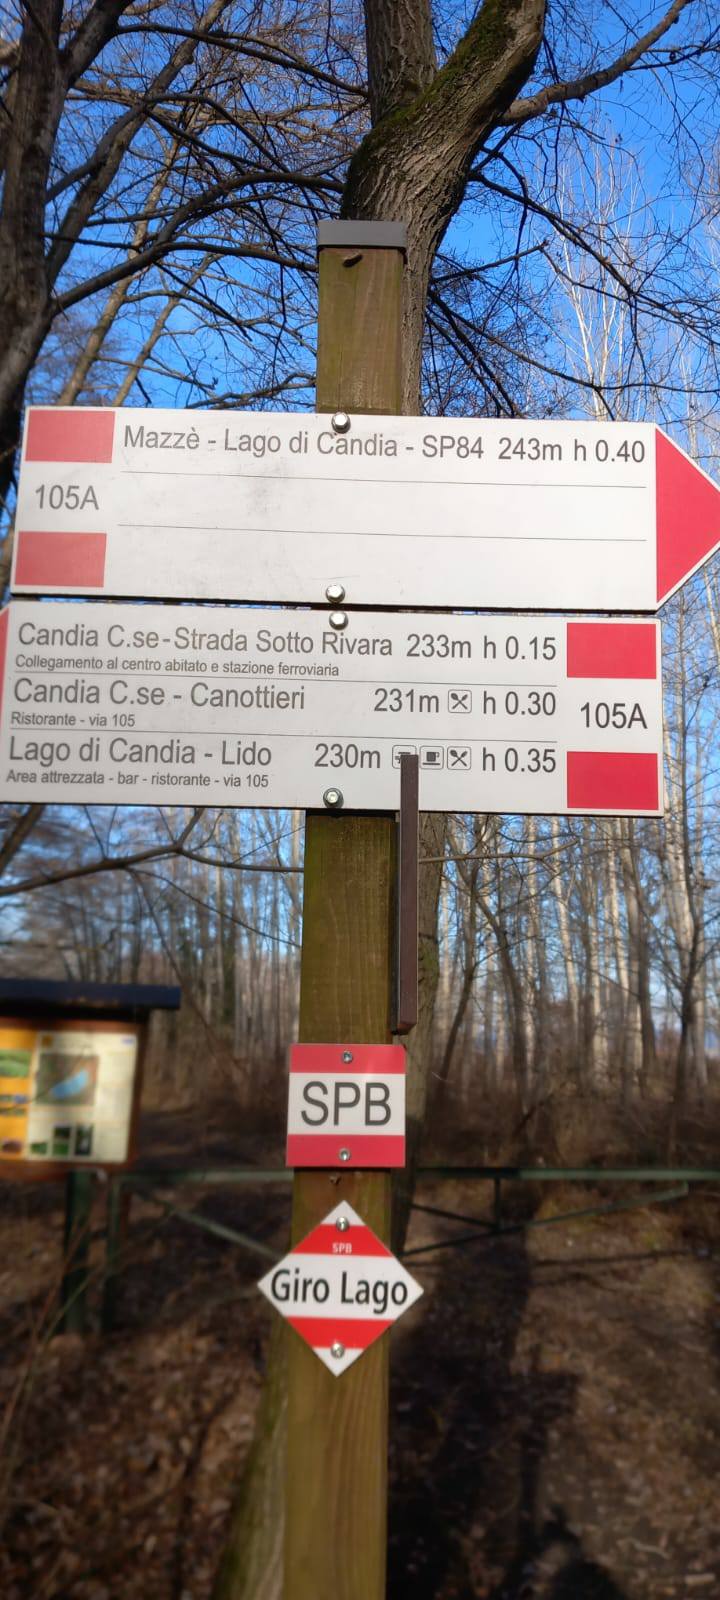 Mazzè - Lago di Candia - SP84 243m h 0.40
105A
Candia C.se - Strada Sotto Rivara 233m h 0.15
Collegamento al centro abitato e stazione ferroviaria
Candia C.se - Canottieri 231m h 0.30
Ristorante - via 105
105A
Lago di Candia - Lido 230m h 0.35
Area attrezzata - bar - ristorante - via 105
SPB
SPB
Giro Lago